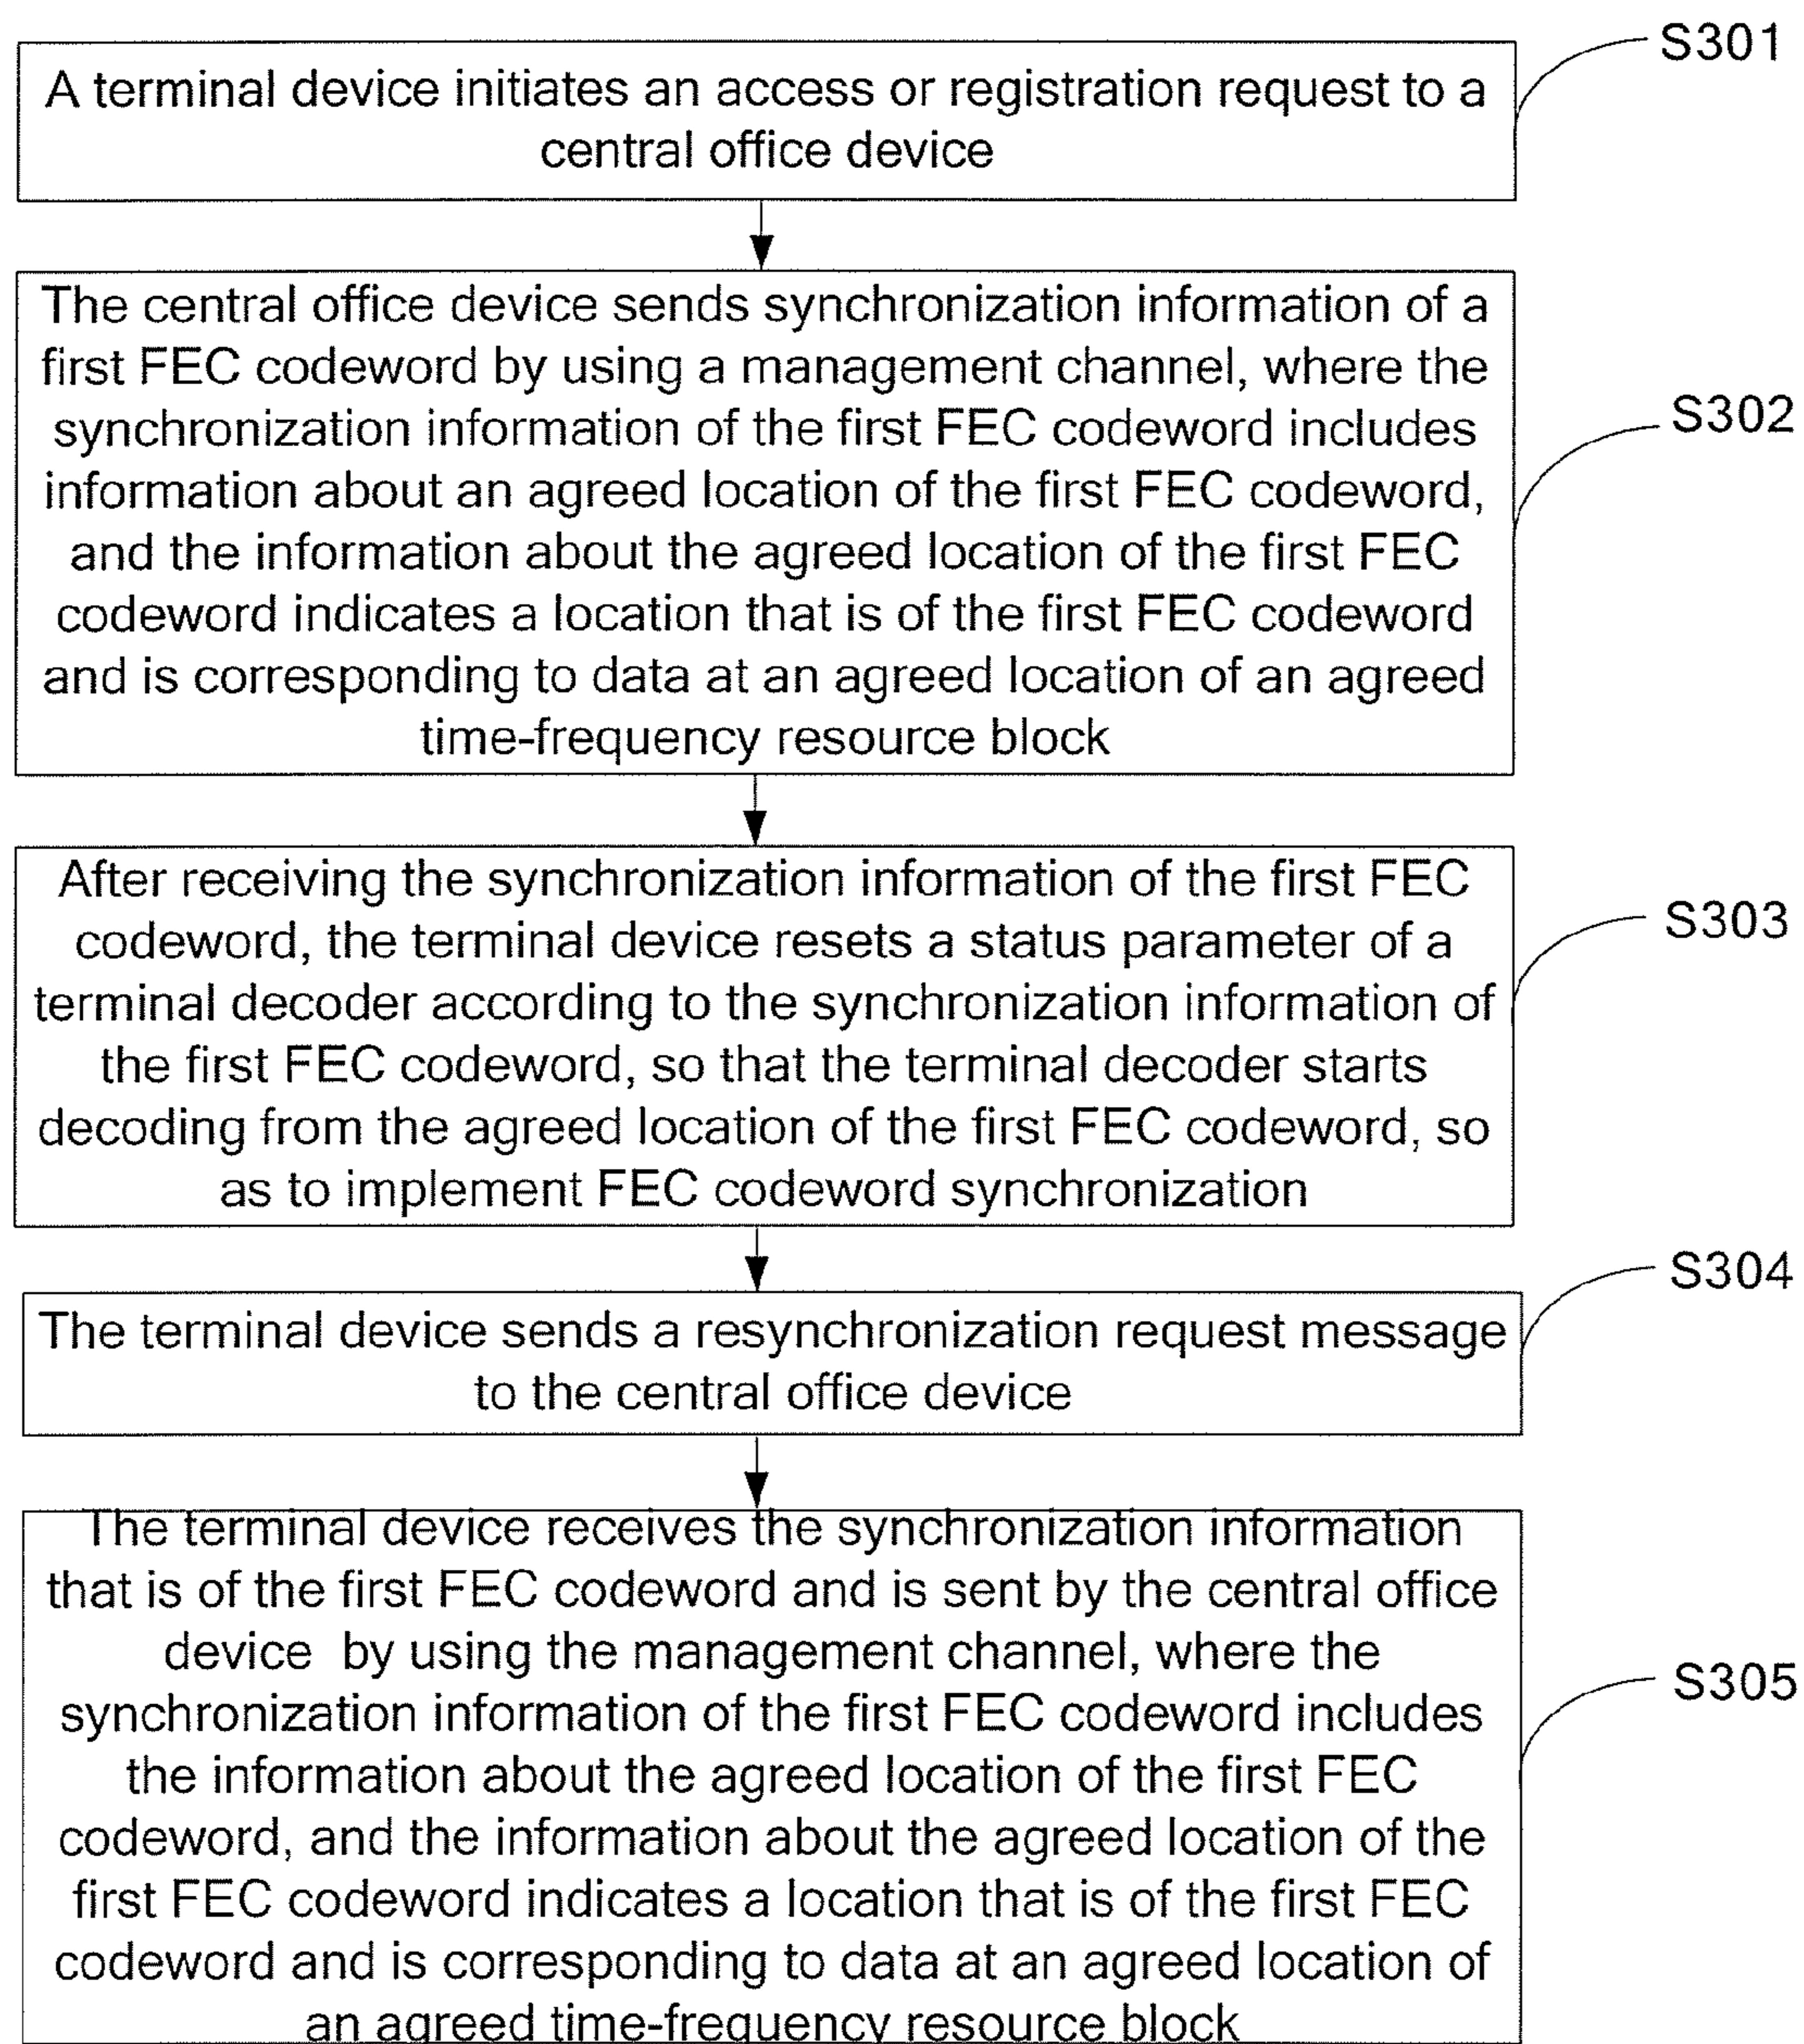 S301
A terminal device initiates an access or registration request to a
central office device
The central office device sends synchronization information of a
first FEC codeword by using a management channel, where the
synchronization information of the first FEC codeword includes
information about an agreed location of the first FEC codeword,
and the information about the agreed location of the first FEC
codeword indicates a location that is of the first FEC codeword
and is corresponding to data at an agreed location of an agreed
time-frequency resource block
S302
After receiving the synchronization information of the first FEC
codeword, the terminal device resets a status parameter of a
terminal decoder according to the synchronization information of
the first FEC codeword, so that the terminal decoder starts
decoding from the agreed location of the first FEC codeword, so
as to implement FEC codeword synchronization
S303
The terminal device sends a resynchronization request message
to the central office device
S304
The terminal device receives the synchronization information
that is of the first FEC codeword and is sent by the central office
device by using the management channel, where the
synchronization information of the first FEC codeword includes
the information about the agreed location of the first FEC
codeword, and the information about the agreed location of the
first FEC codeword indicates a location that is of the first FEC
codeword and is corresponding to data at an agreed location of
an agreed time-frequency resource block
S305